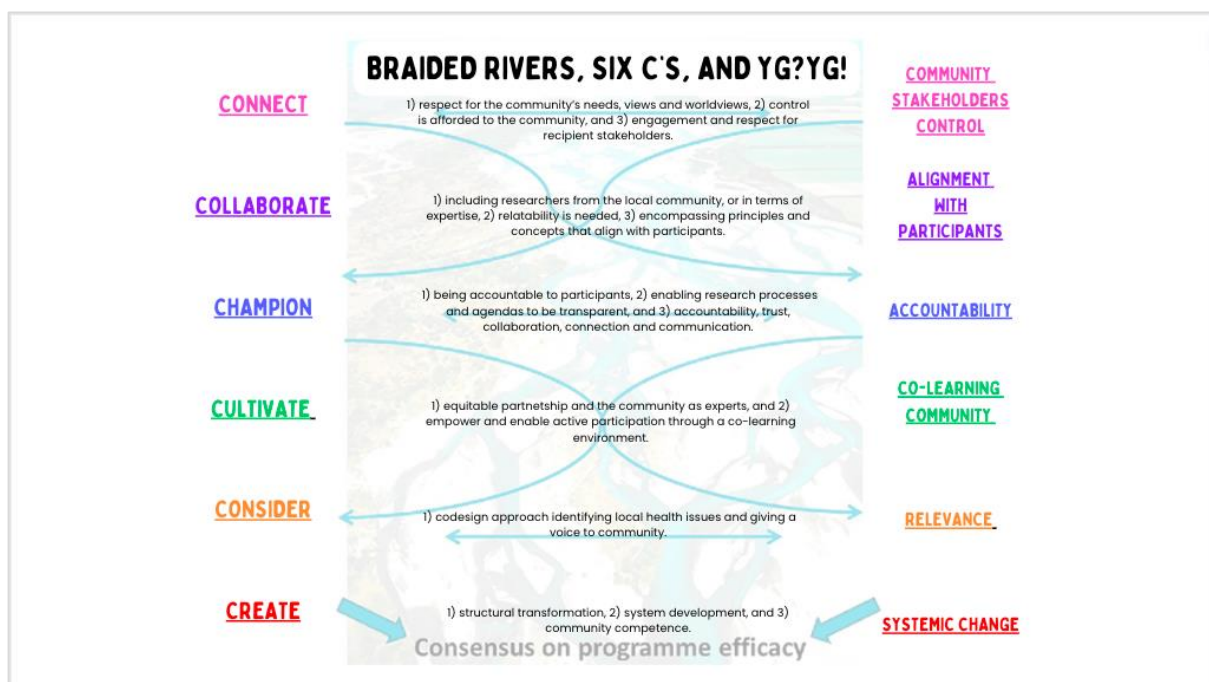 BRAIDED RIVERS, SIX C'S, AND YG?YG!
CONNECT
1) respect for the community's needs, views and worldviews, 2) control
is afforded to the community, and 3) engagement and respect for
recipient stakeholders.
COMMUNITY
STAKEHOLDERS
CONTROL
COLLABORATE
1) including researchers from the local community, or in terms of
expertise, 2) relatability is needed, 3) encompassing principles and
concepts that align with participants.
ALIGNMENT
WITH
PARTICIPANTS
CHAMPION
1) being accountable to participants, 2) enabling research processes
and agendas to be transparent, and 3) accountability, trust,
collaboration, connection and communication.
ACCOUNTABILITY
CULTIVATE
1) equitable partnetship and the community as experts, and 2)
empower and enable active participation through a co-learning
environment.
CO-LEARNING
COMMUNITY
CONSIDER
1) codesign approach identifying local health issues and giving a
voice to community.
RELEVANCE
CREATE
1) structural transformation, 2) system development, and 3)
community competence.
SYSTEMIC CHANGE
Consensus on programme efficacy